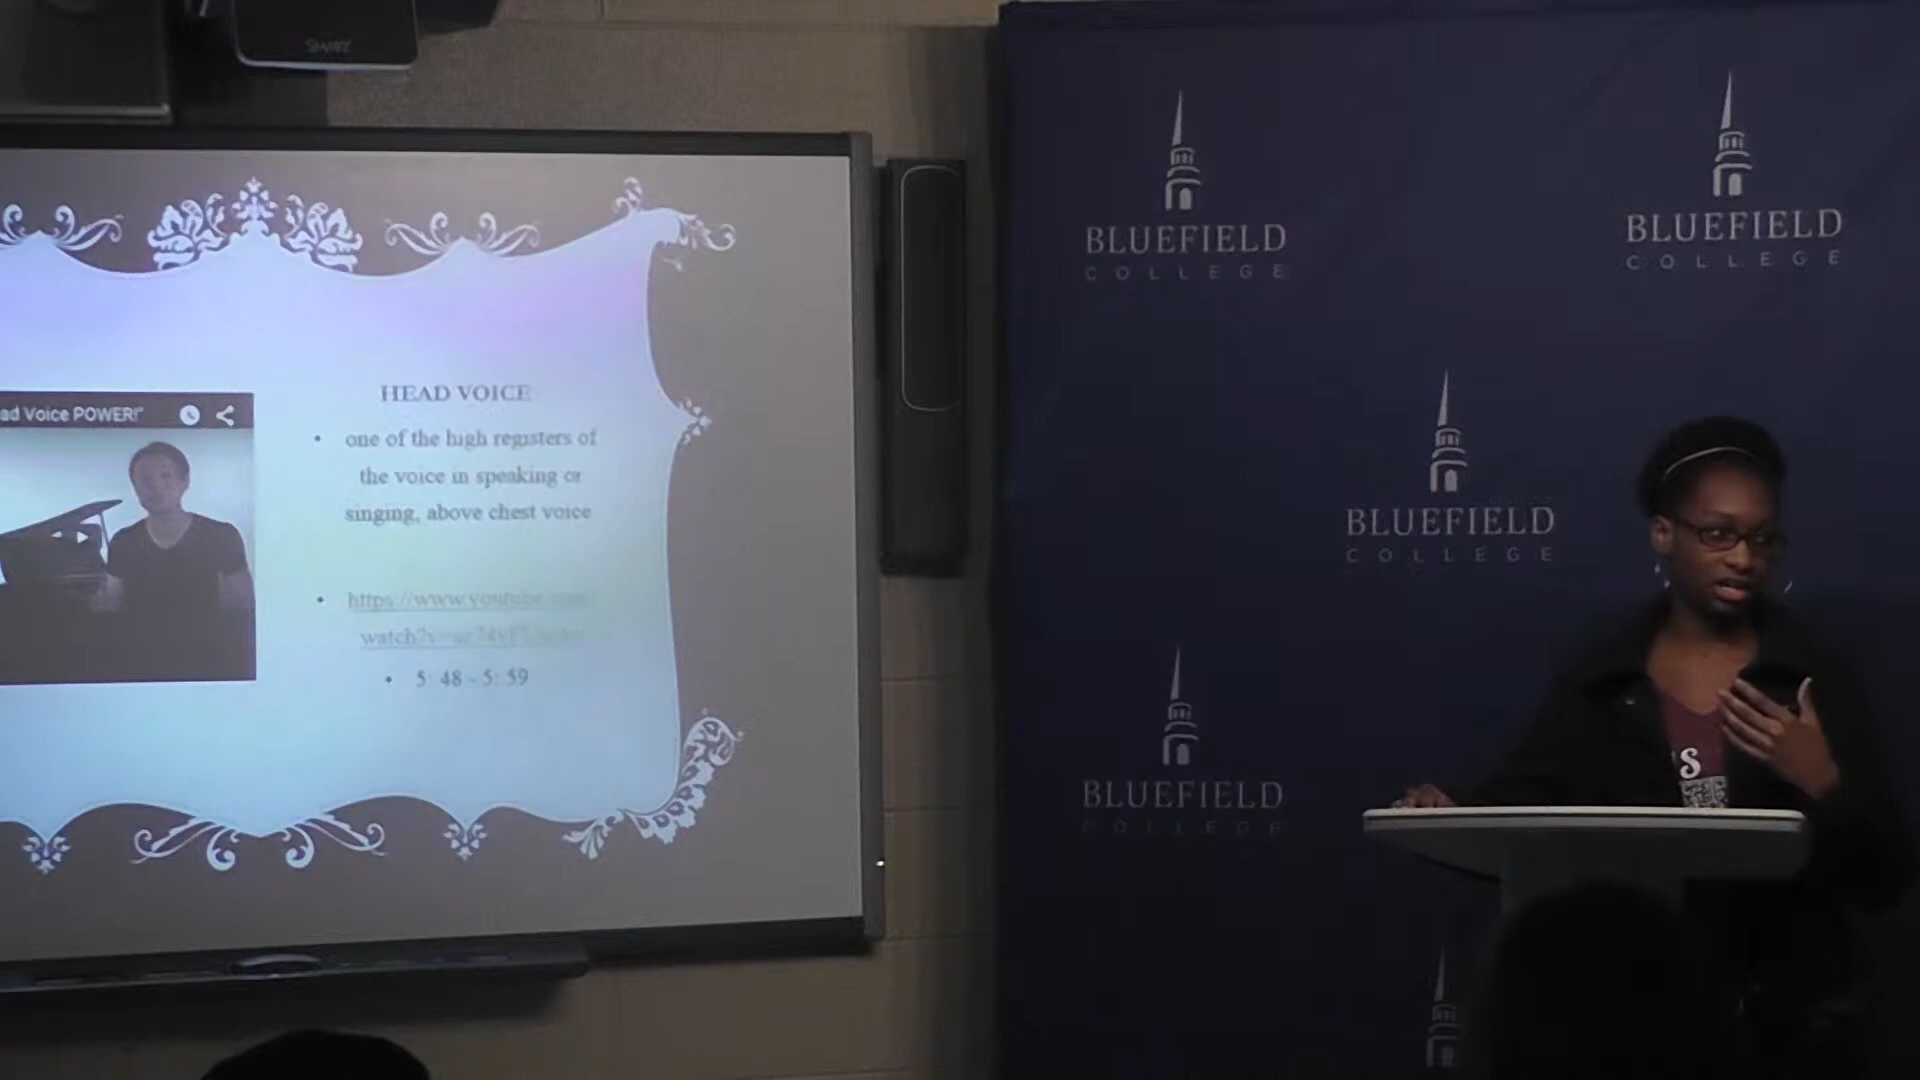 SMART
ad Voice POWER!"
HEAD VOICE
• one of the high registers of
the voice in speaking or
singing, above chest voice
• https://www.youtube
watch?v=
• 5: 48 - 5: 59
BLUEFIELD
COLLEGE
BLUEFIELD
COLLEGE
BLUEFIELD
COLLEGE
BLUEFIELD
COLLEGE
s